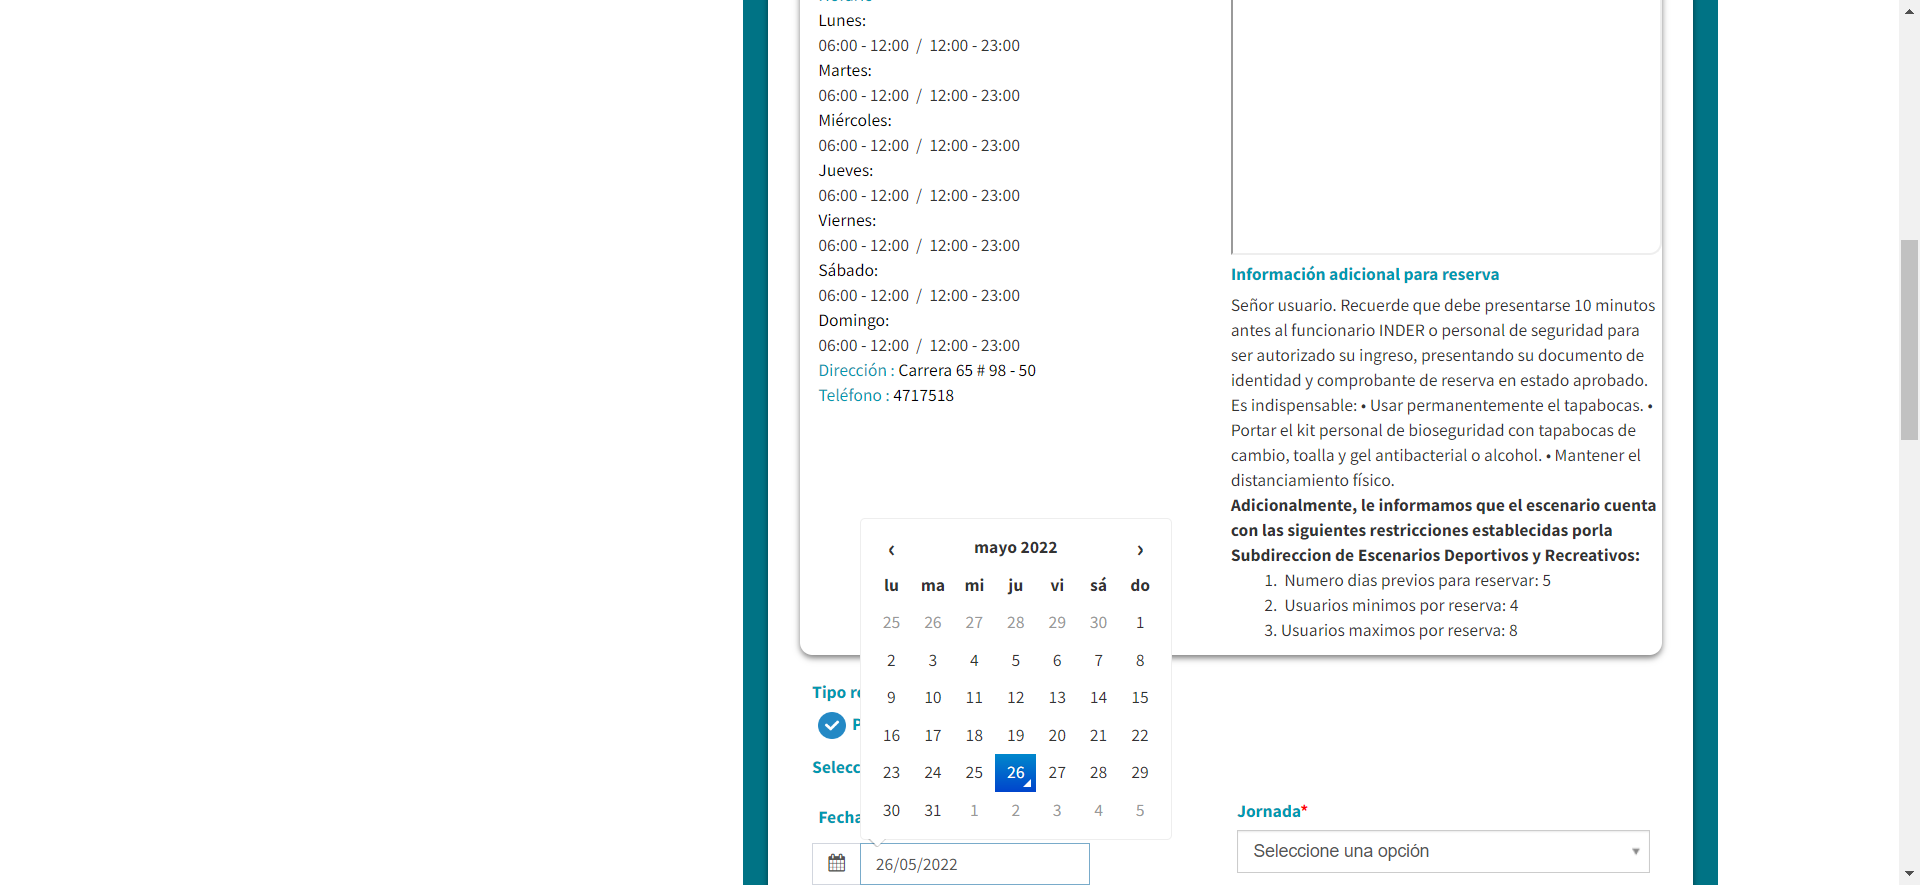 Lunes:
06:00 - 12:00 / 12:00 - 23:00
Martes:
06:00 - 12:00 / 12:00 - 23:00
Miércoles:
06:00 - 12:00 / 12:00 - 23:00
Jueves:
06:00 - 12:00 / 12:00 - 23:00
Viernes:
06:00 - 12:00 / 12:00 - 23:00
Sábado:
06:00 - 12:00 / 12:00 - 23:00
Domingo:
06:00 - 12:00 / 12:00 - 23:00
Dirección : Carrera 65 # 98 - 50
Teléfono : 4717518
Información adicional para reserva
Señor usuario. Recuerde que debe presentarse 10 minutos
antes al funcionario INDER o personal de seguridad para
ser autorizado su ingreso, presentando su documento de
identidad y comprobante de reserva en estado aprobado.
Es indispensable: • Usar permanentemente el tapabocas. •
Portar el kit personal de bioseguridad con tapabocas de
cambio, toalla y gel antibacterial o alcohol. • Mantener el
distanciamiento físico.
Adicionalmente, le informamos que el escenario cuenta
con las siguientes restricciones establecidas porla
Subdireccion de Escenarios Deportivos y Recreativos:
1. Numero dias previos para reservar: 5
2. Usuarios minimos por reserva: 4
3. Usuarios maximos por reserva: 8
‹ mayo 2022 ›
lu ma mi ju vi sá do
25 26 27 28 29 30 1
2 3 4 5 6 7 8
9 10 11 12 13 14 15
16 17 18 19 20 21 22
23 24 25 26 27 28 29
30 31 1 2 3 4 5
Tipo
Fecha
26/05/2022
Jornada*
Seleccione una opción